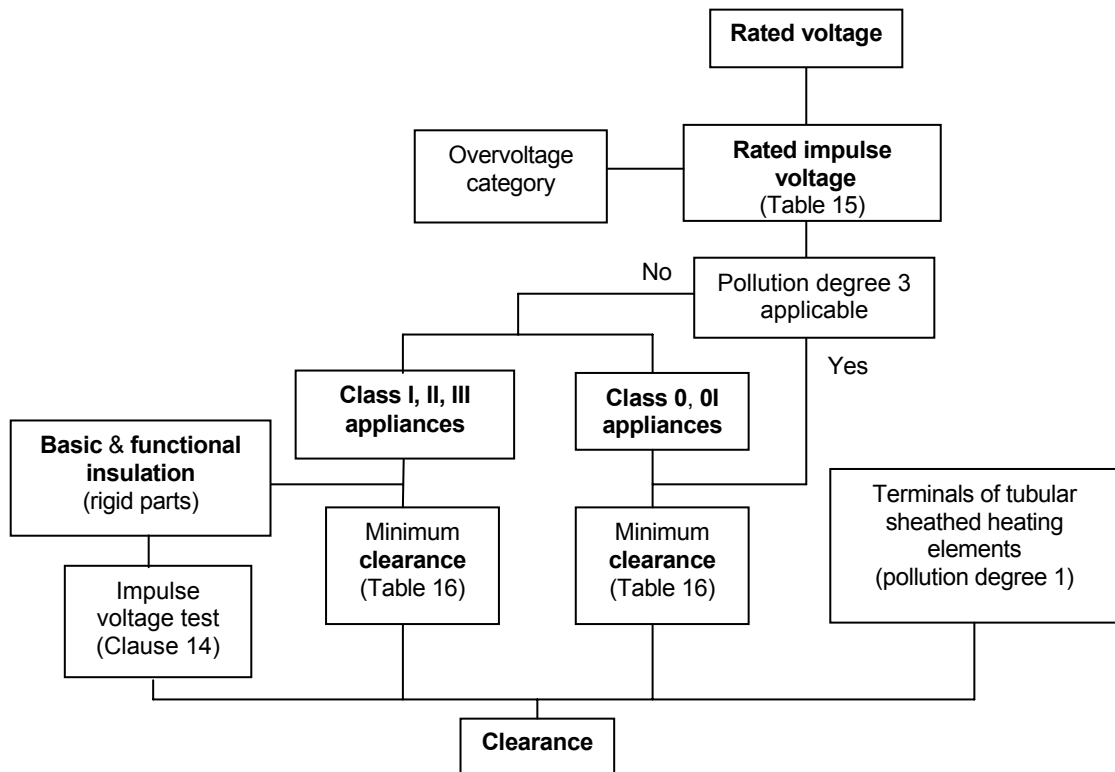 Rated voltage
Overvoltage
category
Rated impulse
voltage
(Table 15)
No
Pollution degree 3
applicable
Yes
Class I, II, III
appliances
Class 0, 0I
appliances
Basic & functional
insulation
(rigid parts)
Minimum
clearance
(Table 16)
Minimum
clearance
(Table 16)
Terminals of tubular
sheathed heating
elements
(pollution degree 1)
Impulse
voltage test
(Clause 14)
Clearance